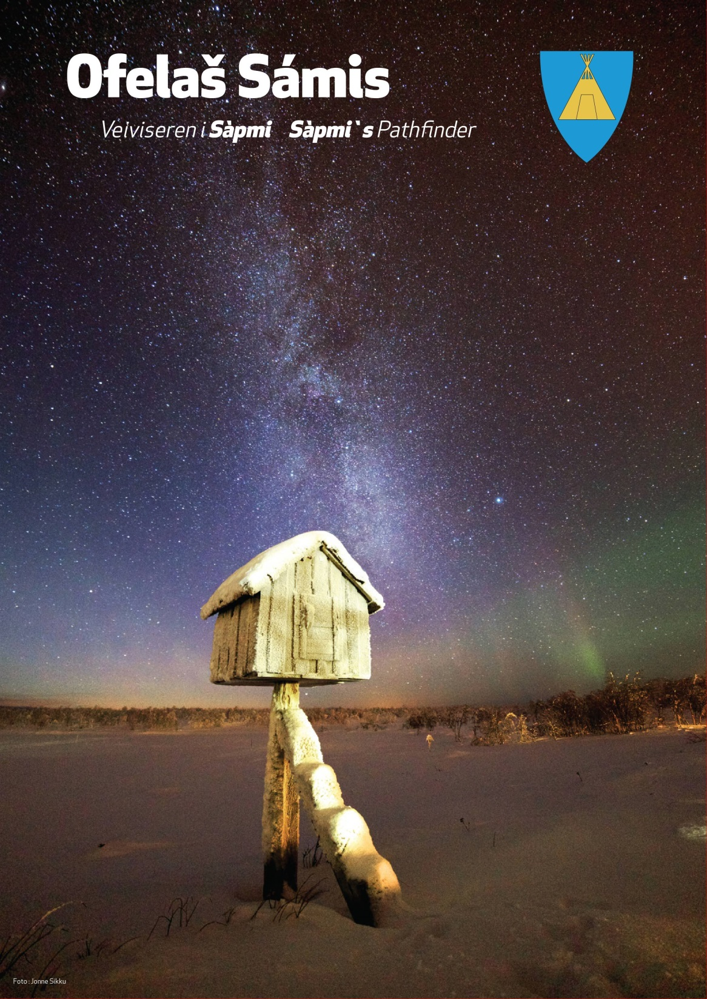 Ofelaš Sámis
Veiviseren i Sàpmi Sàpmi`s Pathfinder
Foto: Jonne Sikku